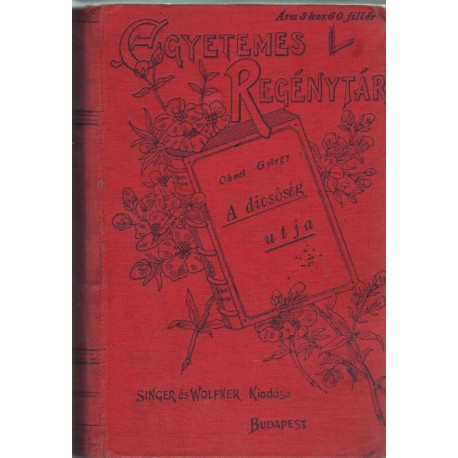 Ára 3 kor. 60 fillér
EGYETEMES
REGÉNYTÁR
Ohnet György
A dicsőség
utja
SINGER és WOLFNER Kiadása
BUDAPEST